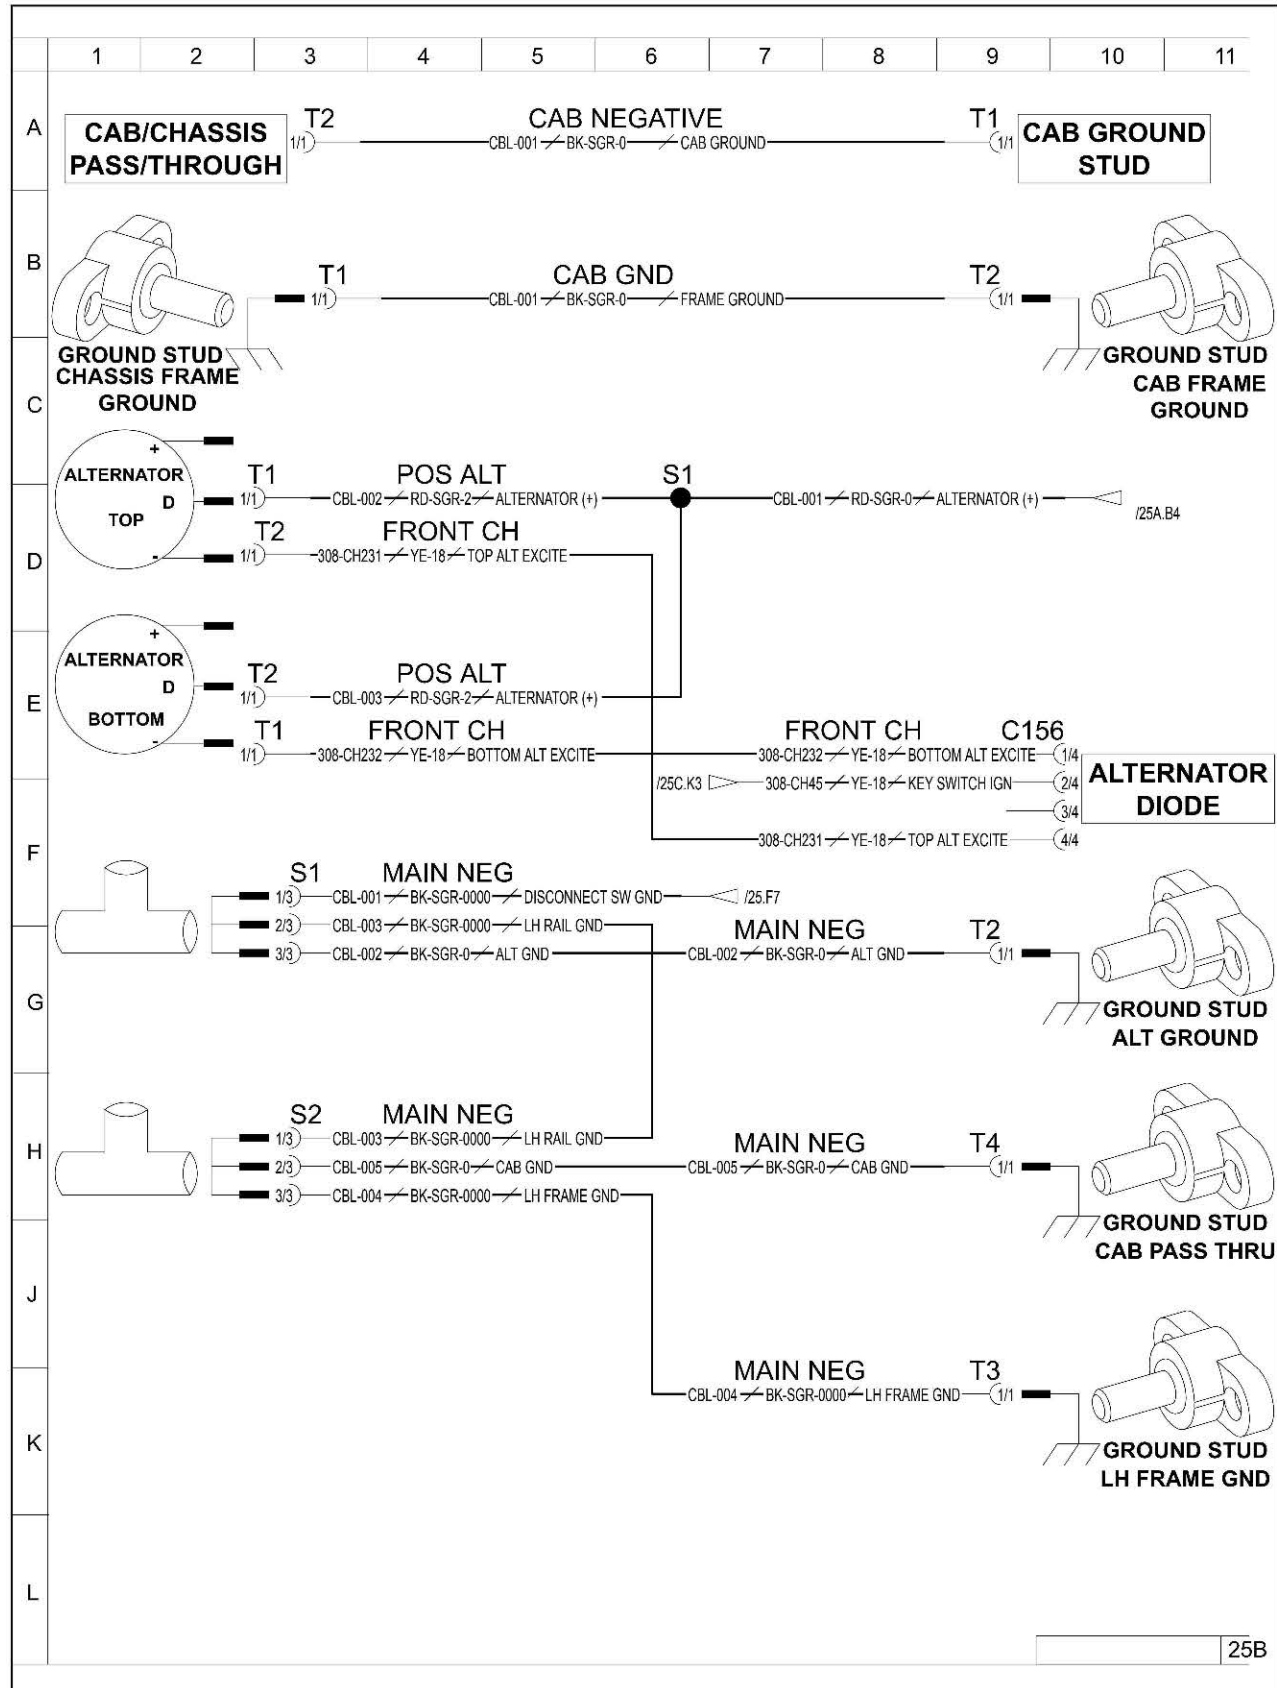 1 2 3 4 5 6 7 8 9 10 11
A
CAB/CHASSIS
PASS/THROUGH
T2
1/1
CAB NEGATIVE
CBL-001 BK-SGR-0 CAB GROUND
T1
1/1
CAB GROUND
STUD
B
T1
1/1
CAB GND
CBL-001 BK-SGR-0 FRAME GROUND
T2
1/1
GROUND STUD
CHASSIS FRAME
GROUND
GROUND STUD
CAB FRAME
GROUND
C
+
ALTERNATOR
D
TOP
-
T1
1/1
POS ALT
CBL-002 RD-SGR-2 ALTERNATOR (+)
S1
CBL-001 RD-SGR-0 ALTERNATOR (+)
/25A.B4
D
T2
1/1
FRONT CH
308-CH231 YE-18 TOP ALT EXCITE
+
ALTERNATOR
D
BOTTOM
-
E
T2
1/1
POS ALT
CBL-003 RD-SGR-2 ALTERNATOR (+)
T1
1/1
FRONT CH
308-CH232 YE-18 BOTTOM ALT EXCITE
FRONT CH
C156
308-CH232 YE-18 BOTTOM ALT EXCITE 1/4
/25C.K3 308-CH45 YE-18 KEY SWITCH IGN 2/4
3/4
308-CH231 YE-18 TOP ALT EXCITE 4/4
ALTERNATOR
DIODE
F
S1
MAIN NEG
1/3 CBL-001 BK-SGR-0000 DISCONNECT SW GND /25.F7
2/3 CBL-003 BK-SGR-0000 LH RAIL GND
3/3 CBL-002 BK-SGR-0 ALT GND
MAIN NEG
CBL-002 BK-SGR-0 ALT GND
T2
1/1
G
GROUND STUD
ALT GROUND
H
S2
MAIN NEG
1/3 CBL-003 BK-SGR-0000 LH RAIL GND
2/3 CBL-005 BK-SGR-0 CAB GND
3/3 CBL-004 BK-SGR-0000 LH FRAME GND
MAIN NEG
CBL-005 BK-SGR-0 CAB GND
T4
1/1
GROUND STUD
CAB PASS THRU
J
MAIN NEG
CBL-004 BK-SGR-0000 LH FRAME GND
T3
1/1
K
GROUND STUD
LH FRAME GND
L
25B